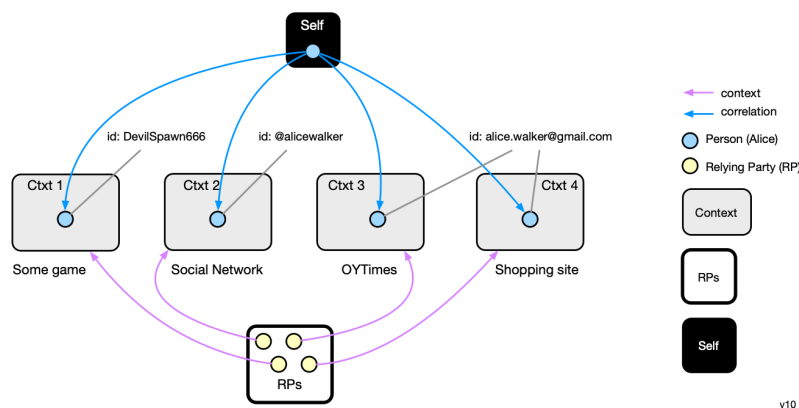 Self
id: DevilSpawn666
id: @alicewalker
id: alice.walker@gmail.com
Ctxt 1
Ctxt 2
Ctxt 3
Ctxt 4
Some game
Social Network
OYTimes
Shopping site
RPs
context
correlation
Person (Alice)
Relying Party (RP)
Context
RPs
Self
v10